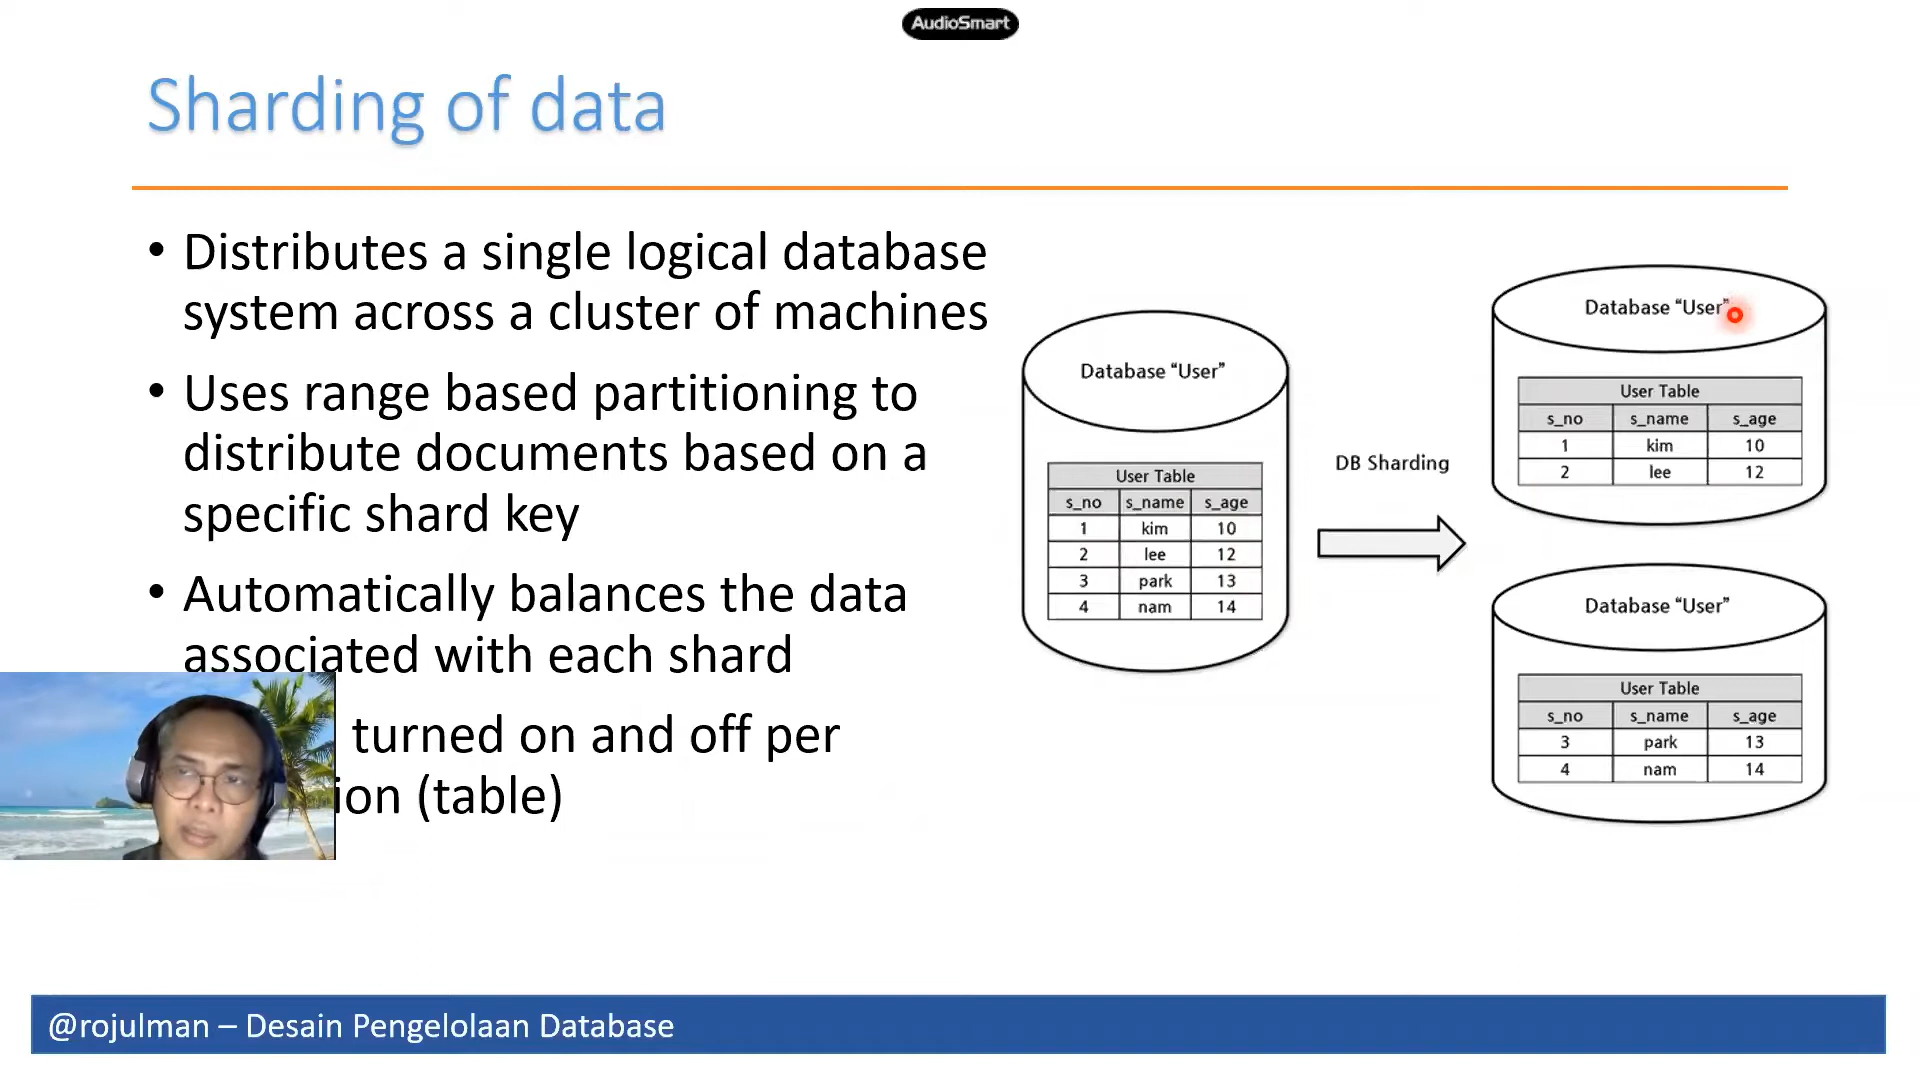 AudioSmart
Sharding of data
• Distributes a single logical database
system across a cluster of machines
• Uses range based partitioning to
distribute documents based on a
specific shard key
• Automatically balances the data
associated with each shard
turned on and off per
ion (table)
Database “User”
User Table
s_no s_name s_age
1 kim 10
2 lee 12
3 park 13
4 nam 14
DB Sharding
Database “User”
User Table
s_no s_name s_age
1 kim 10
2 lee 12
Database “User”
User Table
s_no s_name s_age
3 park 13
4 nam 14
@rojulman – Desain Pengelolaan Database